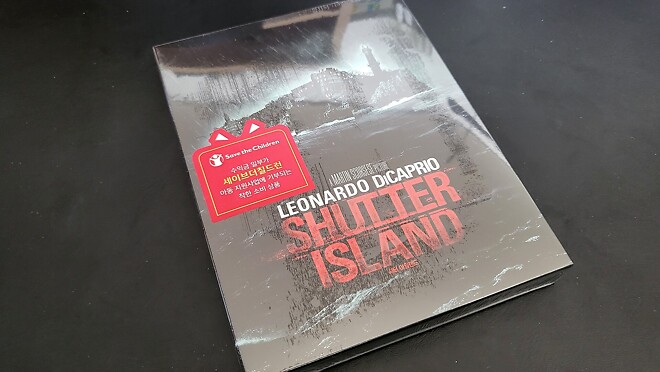 Save the Children
수익금 일부가
세이브더칠드런
아동 지원사업에 기부되는
착한 소비 상품
A MARTIN SCORSESE PICTURE
LEONARDO DiCAPRIO
SHUTTER
ISLAND